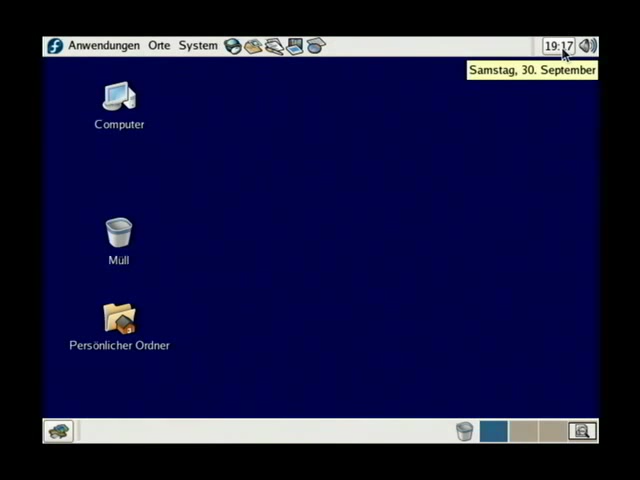 Anwendungen Orte System
19:17
Samstag, 30. September
Computer
Müll
Persönlicher Ordner